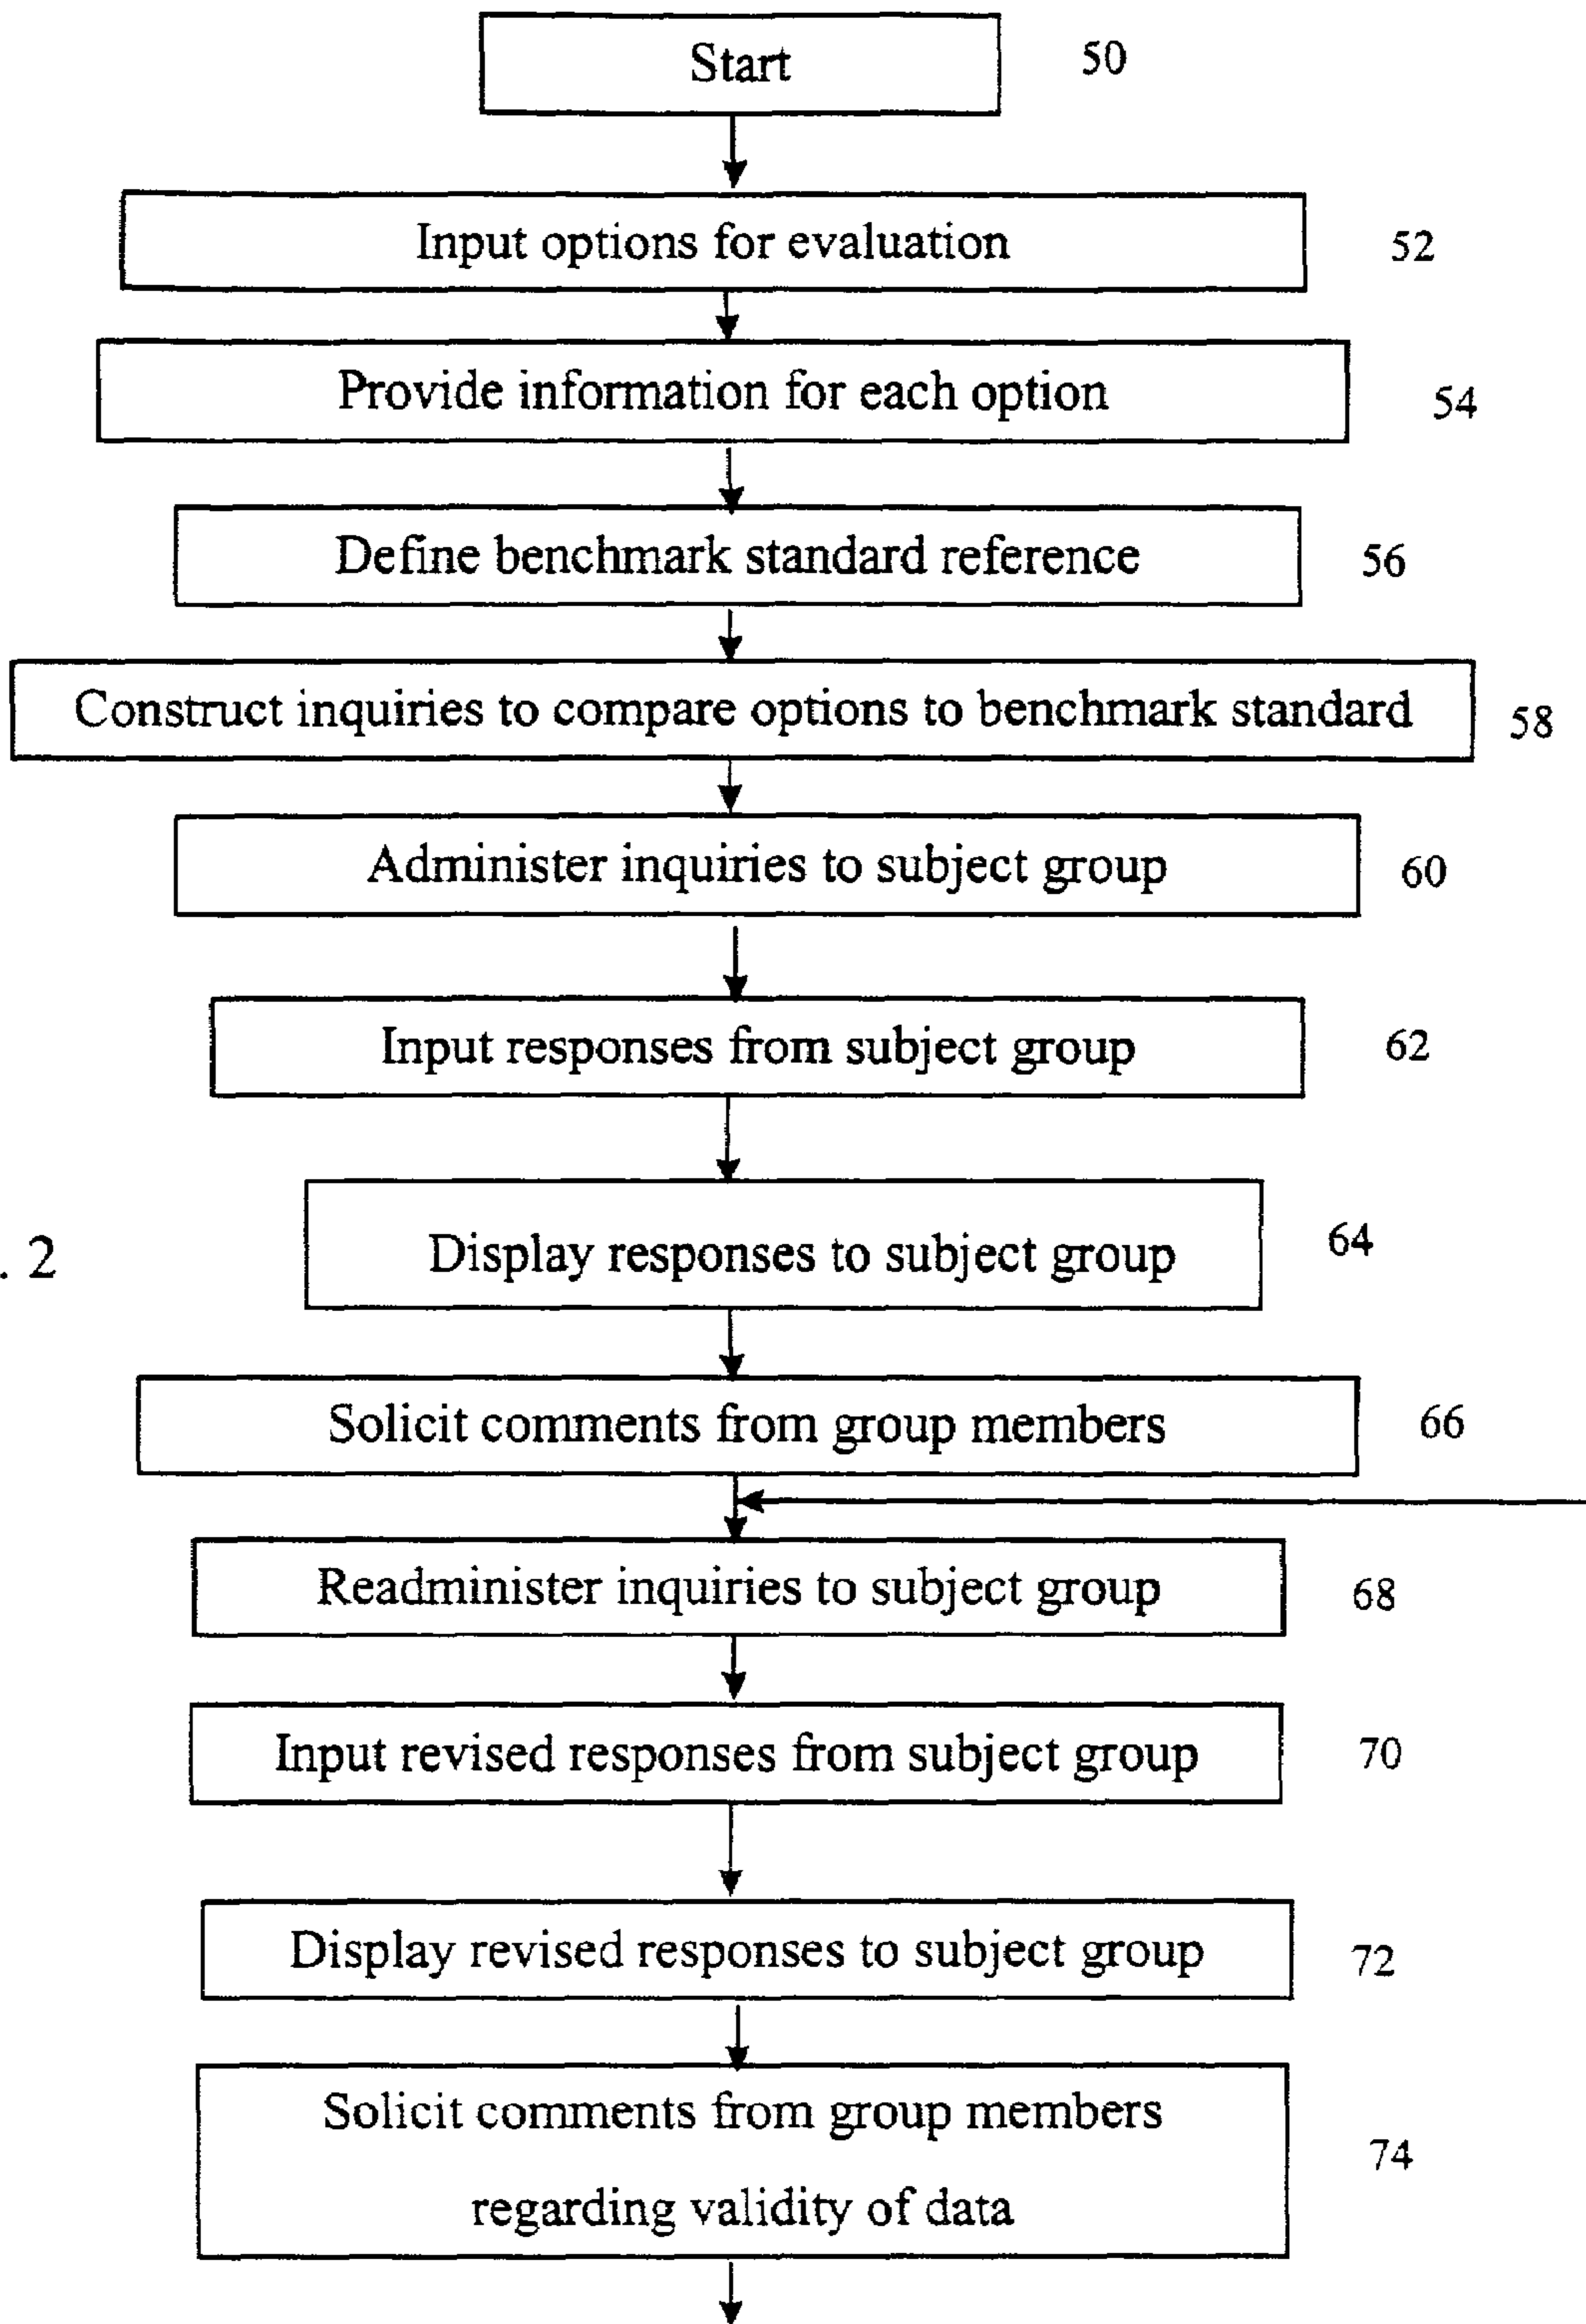 Start
50
Input options for evaluation
52
Provide information for each option
54
Define benchmark standard reference
56
Construct inquiries to compare options to benchmark standard
58
Administer inquiries to subject group
60
Input responses from subject group
62
Display responses to subject group
64
. 2
Solicit comments from group members
66
Readminister inquiries to subject group
68
Input revised responses from subject group
70
Display revised responses to subject group
72
Solicit comments from group members
regarding validity of data
74